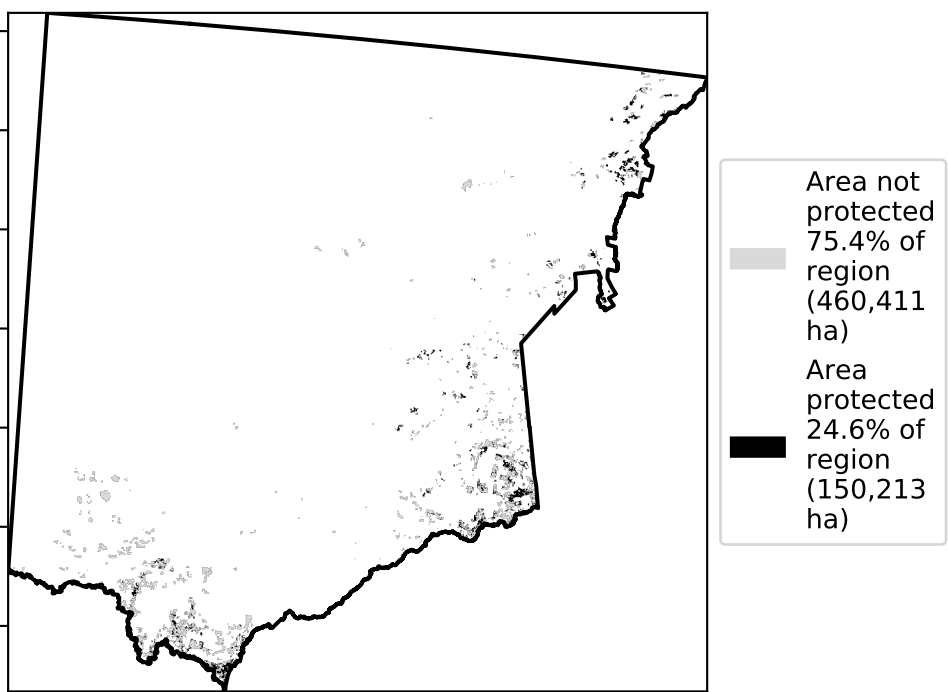 Area not
protected
75.4% of
region
(460,411
ha)
Area
protected
24.6% of
region
(150,213
ha)